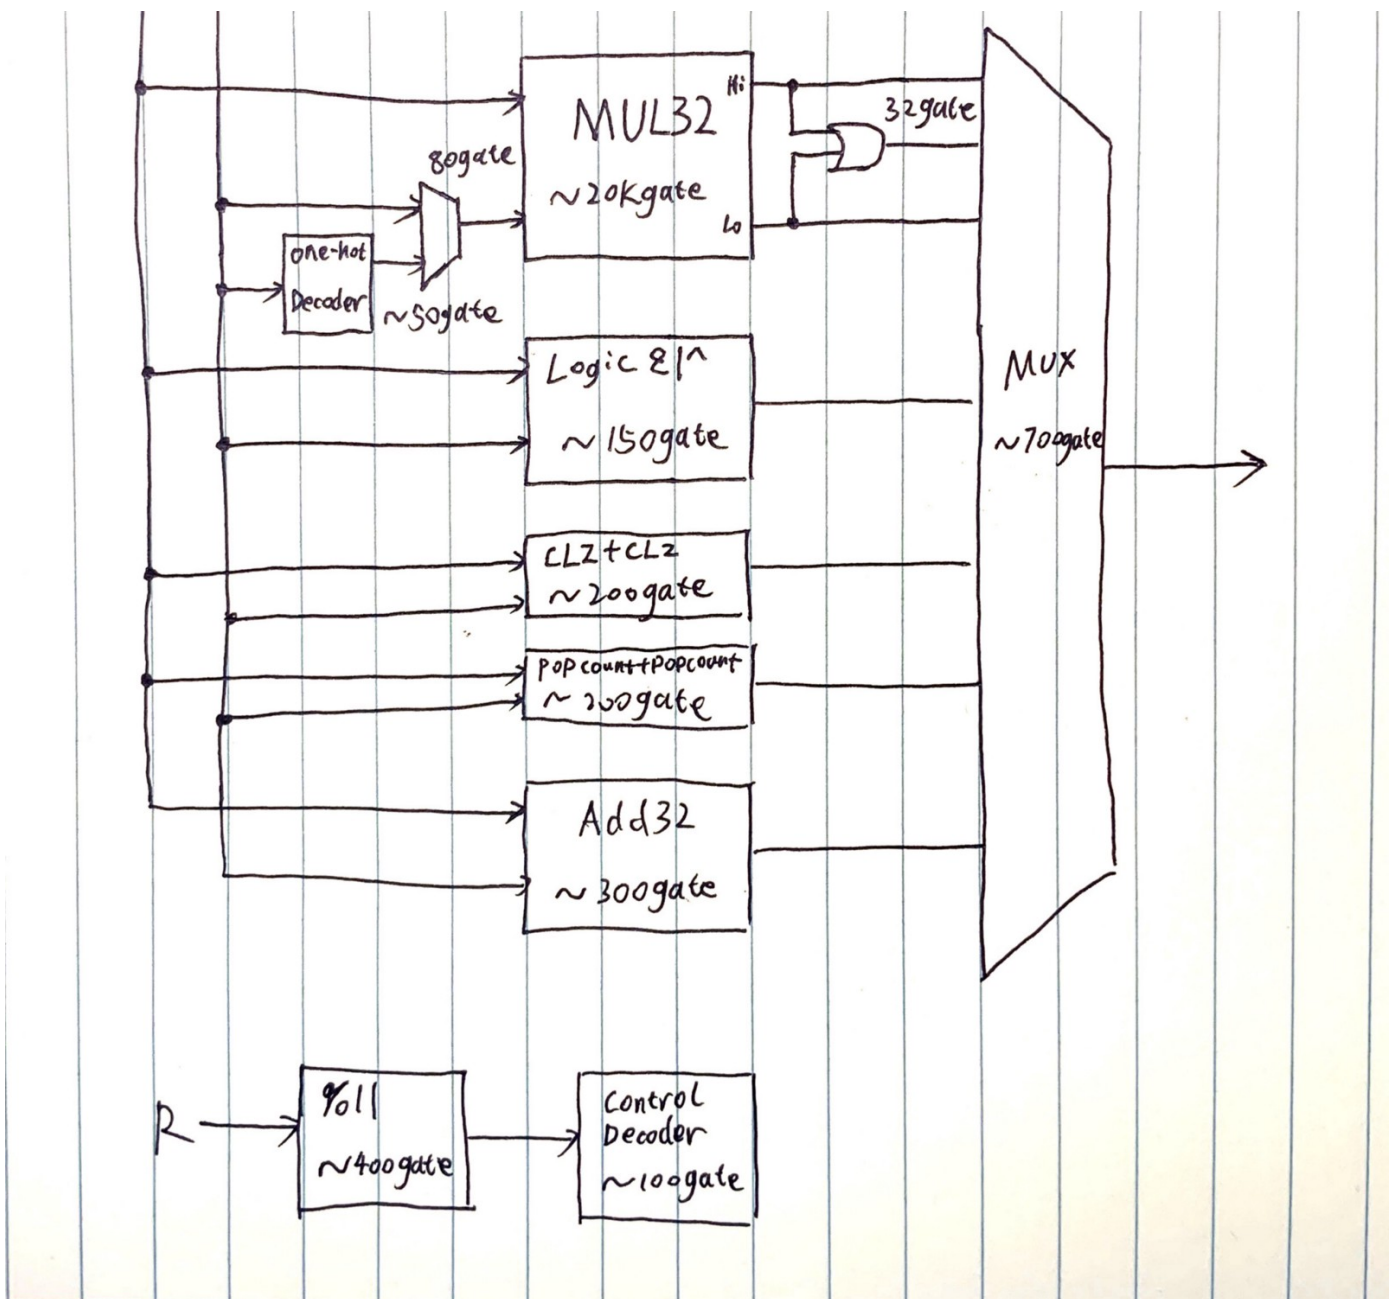 Hi
MUL32
~20Kgate
Lo
32gate
80gate
one-hot
Decoder
~50gate
Logic &|^
~150gate
MUX
~700gate
CLZ+CLZ
~200gate
popcount+popcount
Add32
~300gate
R
%11
~400gate
Control
Decoder
~100gate